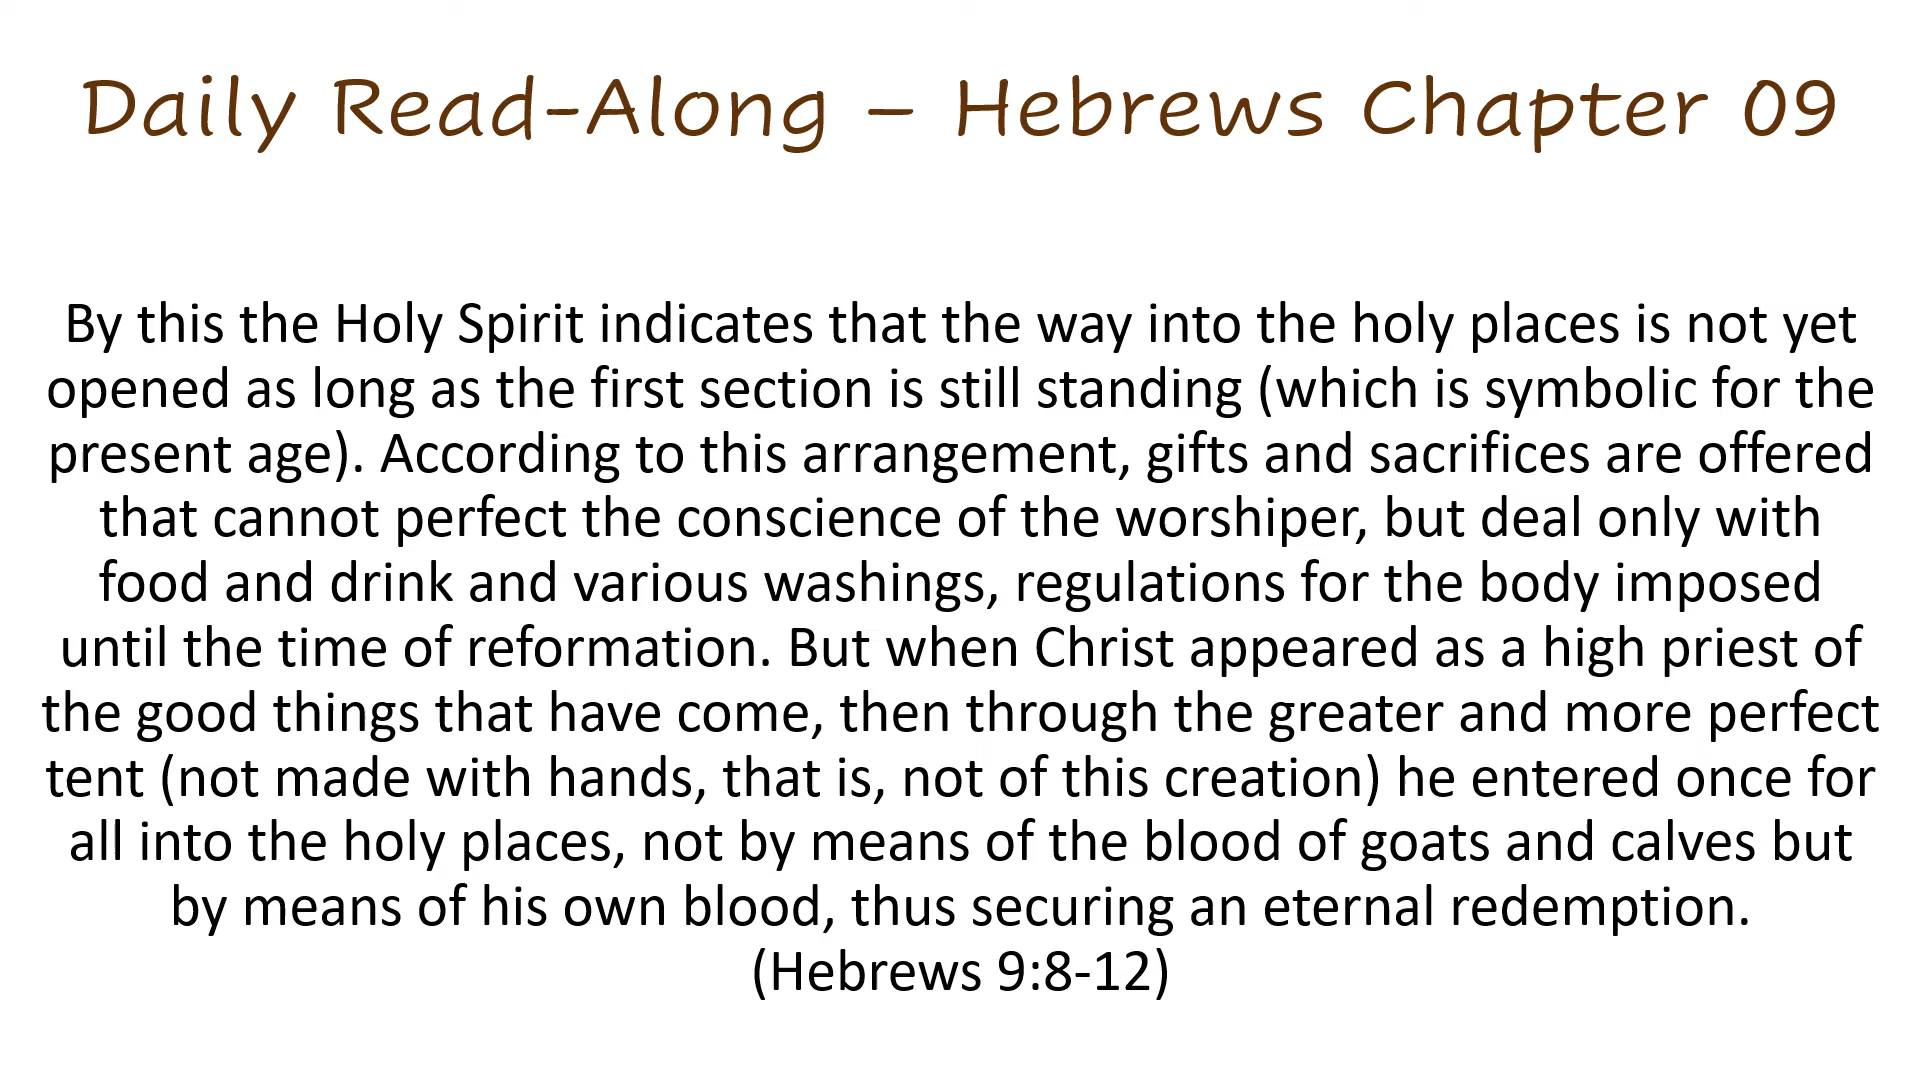 Daily Read-Along – Hebrews Chapter 09
By this the Holy Spirit indicates that the way into the holy places is not yet
opened as long as the first section is still standing (which is symbolic for the
present age). According to this arrangement, gifts and sacrifices are offered
that cannot perfect the conscience of the worshiper, but deal only with
food and drink and various washings, regulations for the body imposed
until the time of reformation. But when Christ appeared as a high priest of
the good things that have come, then through the greater and more perfect
tent (not made with hands, that is, not of this creation) he entered once for
all into the holy places, not by means of the blood of goats and calves but
by means of his own blood, thus securing an eternal redemption.
(Hebrews 9:8-12)